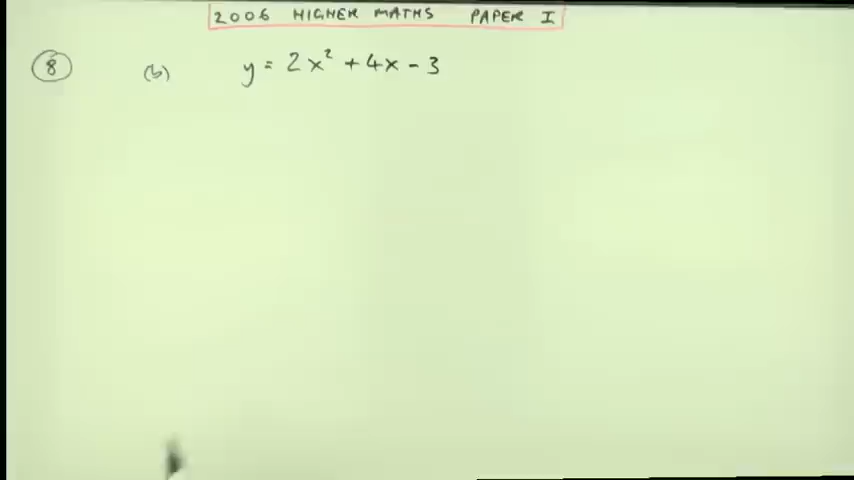 2006 HIGHER MATHS PAPER I
8 (b) y = 2x² + 4x - 3